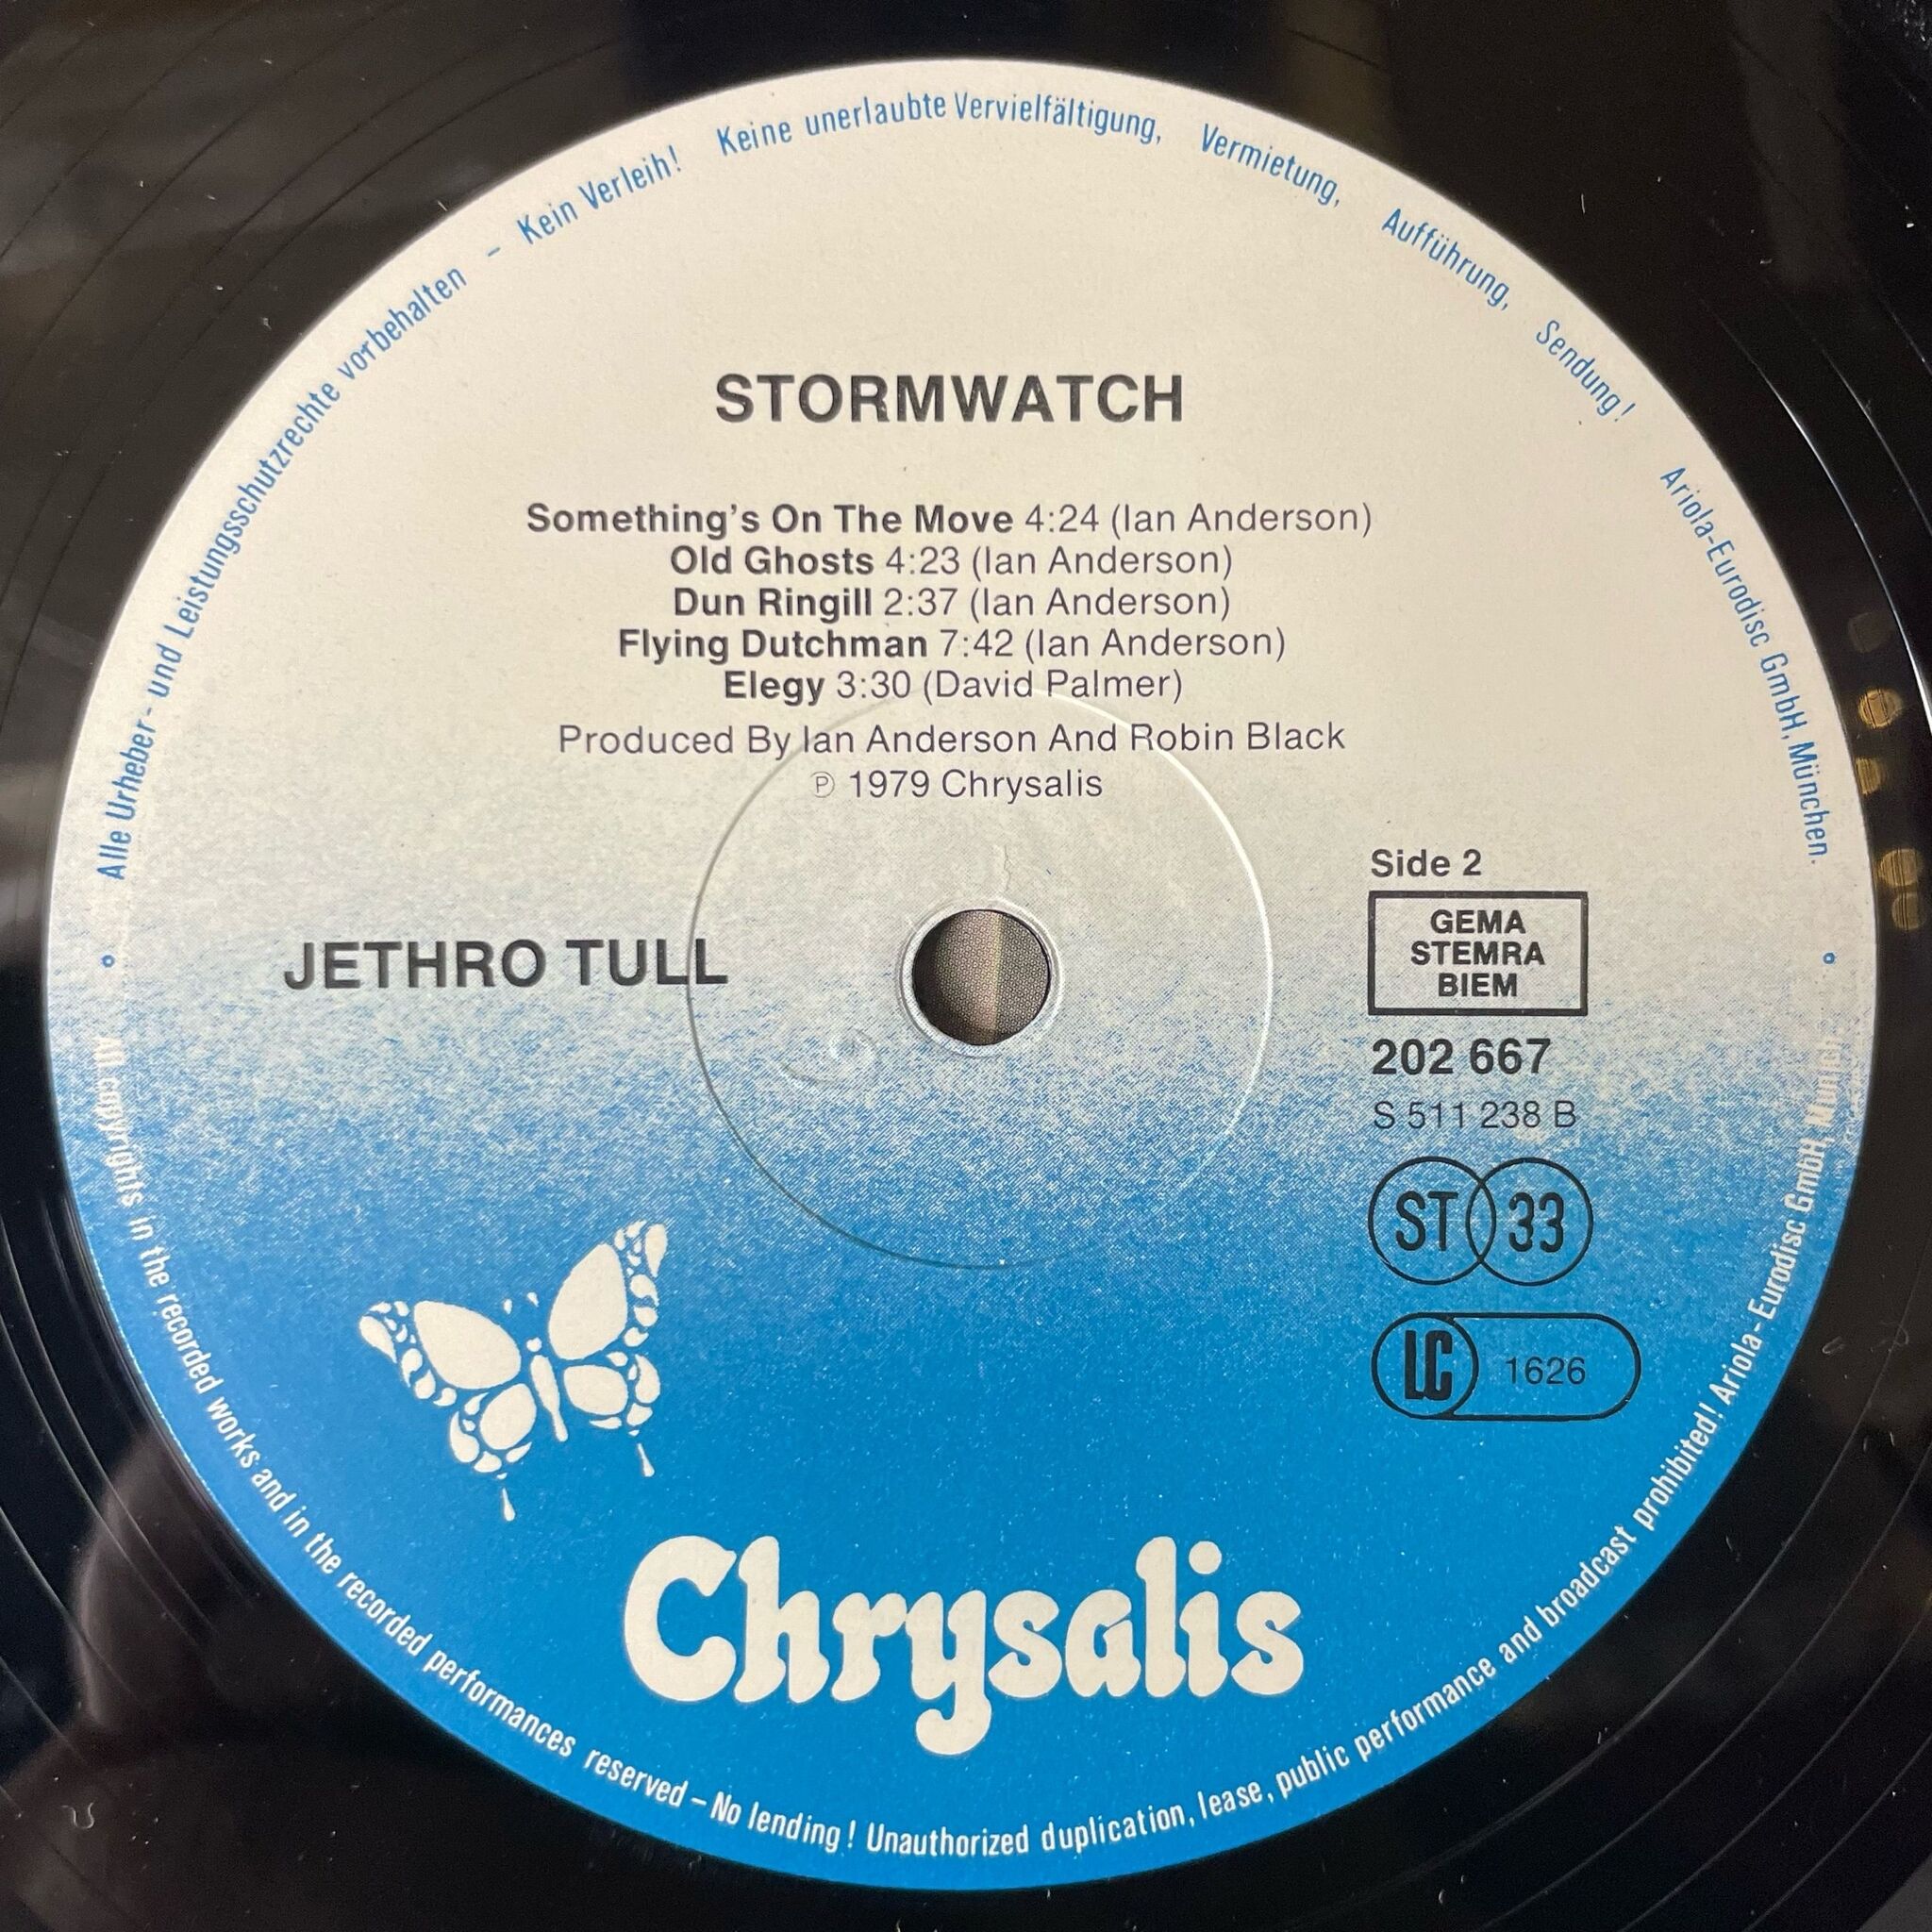 Alle Urheber- und Leistungsschutzrechte vorbehalten – Kein Verleih! Keine unerlaubte Vervielfältigung, Vermietung, Aufführung, Sendung! Ariola-Eurodisc GmbH, München.
STORMWATCH
Something's On The Move 4:24 (Ian Anderson)
Old Ghosts 4:23 (Ian Anderson)
Dun Ringill 2:37 (Ian Anderson)
Flying Dutchman 7:42 (Ian Anderson)
Elegy 3:30 (David Palmer)
Produced By Ian Anderson And Robin Black
℗ 1979 Chrysalis
JETHRO TULL
Side 2
GEMA
STEMRA
BIEM
202 667
S 511 238 B
ST 33
LC 1626
Chrysalis
All copyrights in the recorded works and in the recorded performances reserved – No lending! Unauthorized duplication, lease, public performance and broadcast prohibited! Ariola-Eurodisc GmbH, Munich